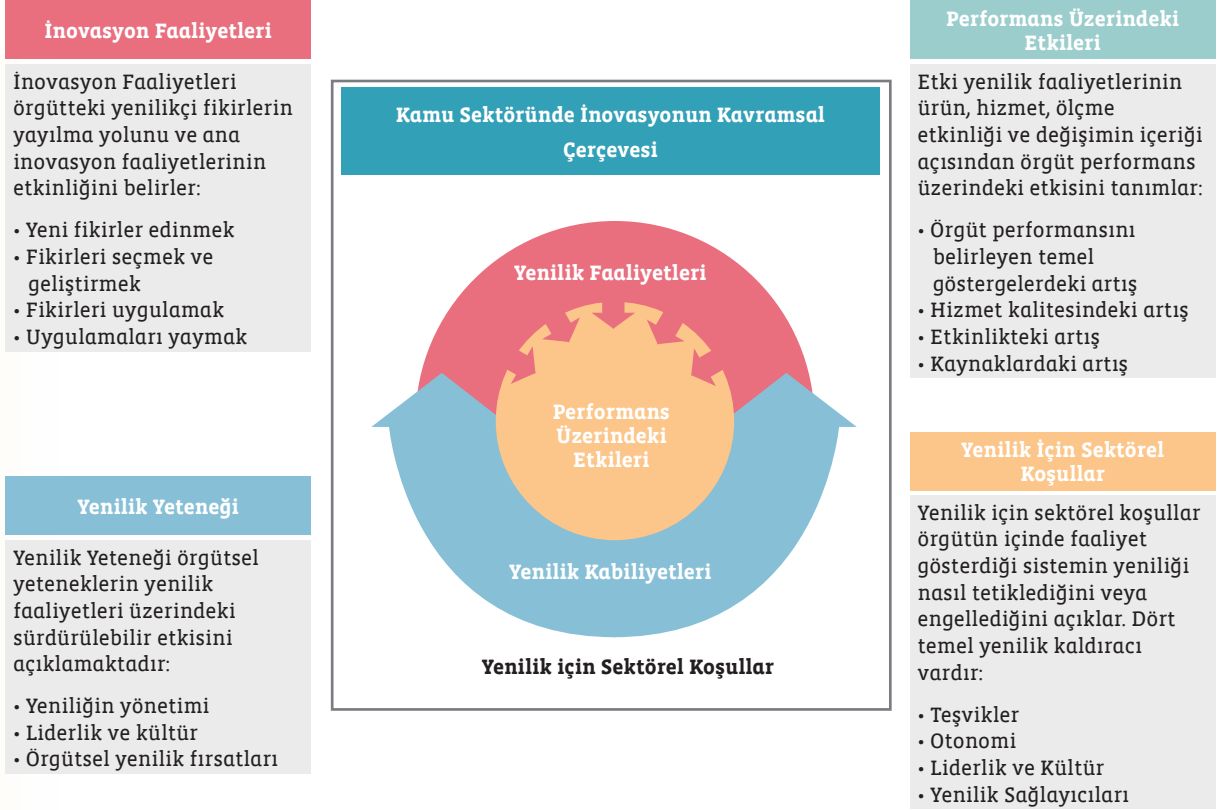 İnovasyon Faaliyetleri
İnovasyon Faaliyetleri
örgütteki yenilikçi fikirlerin
yayılma yolunu ve ana
inovasyon faaliyetlerinin
etkinliğini belirler:
• Yeni fikirler edinmek
• Fikirleri seçmek ve
geliştirmek
• Fikirleri uygulamak
• Uygulamaları yaymak
Yenilik Yeteneği
Yenilik Yeteneği örgütsel
yeteneklerin yenilik
faaliyetleri üzerindeki
sürdürülebilir etkisini
açıklamaktadır:
• Yeniliğin yönetimi
• Liderlik ve kültür
• Örgütsel yenilik fırsatları
Kamu Sektöründe İnovasyonun Kavramsal
Çerçevesi
Yenilik Faaliyetleri
Performans
Üzerindeki
Etkileri
Yenilik Kabiliyetleri
Yenilik için Sektörel Koşullar
Performans Üzerindeki
Etkileri
Etki yenilik faaliyetlerinin
ürün, hizmet, ölçme
etkinliği ve değişimin içeriği
açısından örgüt performans
üzerindeki etkisini tanımlar:
• Örgüt performansını
belirleyen temel
göstergelerdeki artış
• Hizmet kalitesindeki artış
• Etkinlikteki artış
• Kaynaklardaki artış
Yenilik İçin Sektörel
Koşullar
Yenilik için sektörel koşullar
örgütün içinde faaliyet
gösterdiği sistemin yeniliği
nasıl tetiklediğini veya
engellediğini açıklar. Dört
temel yenilik kaldıracı
vardır:
• Teşvikler
• Otonomi
• Liderlik ve Kültür
• Yenilik Sağlayıcıları